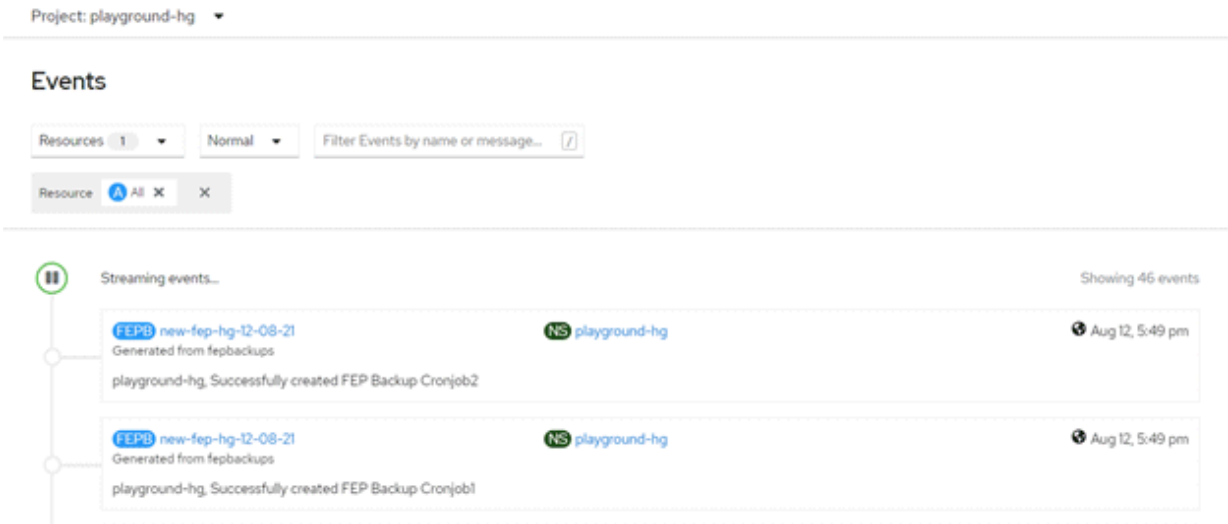 Project: playground-hg
Events
Resources 1 Normal Filter Events by name or message... /
Resource A All
Streaming events... Showing 46 events
FEPB new-fep-hg-12-08-21 NS playground-hg Aug 12, 5:49 pm
Generated from fepbackups
playground-hg, Successfully created FEP Backup Cronjob2
FEPB new-fep-hg-12-08-21 NS playground-hg Aug 12, 5:49 pm
Generated from fepbackups
playground-hg, Successfully created FEP Backup Cronjob1